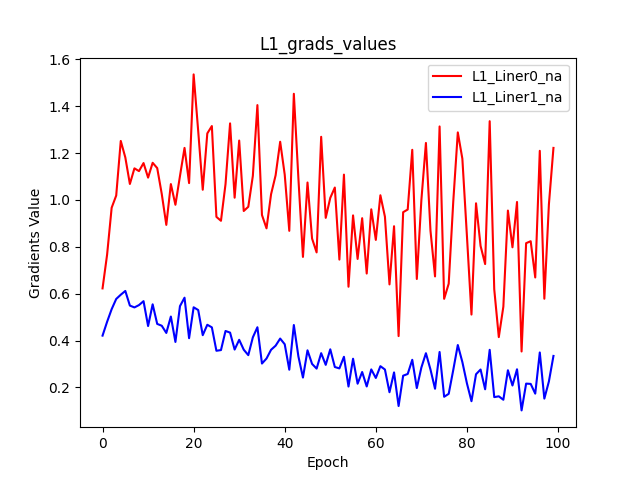 L1_grads_values
L1_Liner0_na
L1_Liner1_na
Gradients Value
1.6
1.4
1.2
1.0
0.8
0.6
0.4
0.2
0 20 40 60 80 100
Epoch